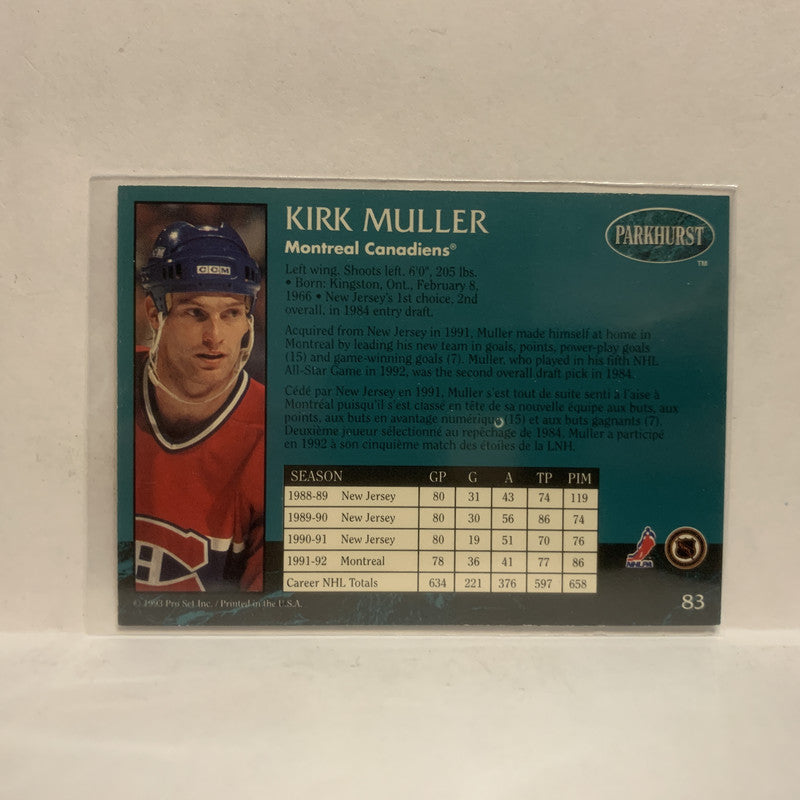 KIRK MULLER
Montreal Canadiens®
PARKHURST
TM
CCM
Left wing. Shoots left. 6'0", 205 lbs.
• Born: Kingston, Ont., February 8,
1966 • New Jersey's 1st choice, 2nd
overall, in 1984 entry draft.
Acquired from New Jersey in 1991, Muller made himself at home in
Montreal by leading his new team in goals, points, power-play goals
(15) and game-winning goals (7). Muller, who played in his fifth NHL
All-Star Game in 1992, was the second overall draft pick in 1984.
Cédé par New Jersey en 1991, Muller s'est tout de suite senti à l'aise à
Montréal puisqu'il s'est classé en tête de sa nouvelle équipe aux buts, aux
points, aux buts en avantage numérique (15) et aux buts gagnants (7).
Deuxième joueur sélectionné au repêchage de 1984, Muller a participé
en 1992 à son cinquième match des étoiles de la LNH.
SEASON GP G A TP PIM
1988-89 New Jersey 80 31 43 74 119
1989-90 New Jersey 80 30 56 86 74
1990-91 New Jersey 80 19 51 70 76
1991-92 Montreal 78 36 41 77 86
Career NHL Totals 634 221 376 597 658
NHLPA
© 1993 Pro Set Inc. / Printed in the U.S.A.
83